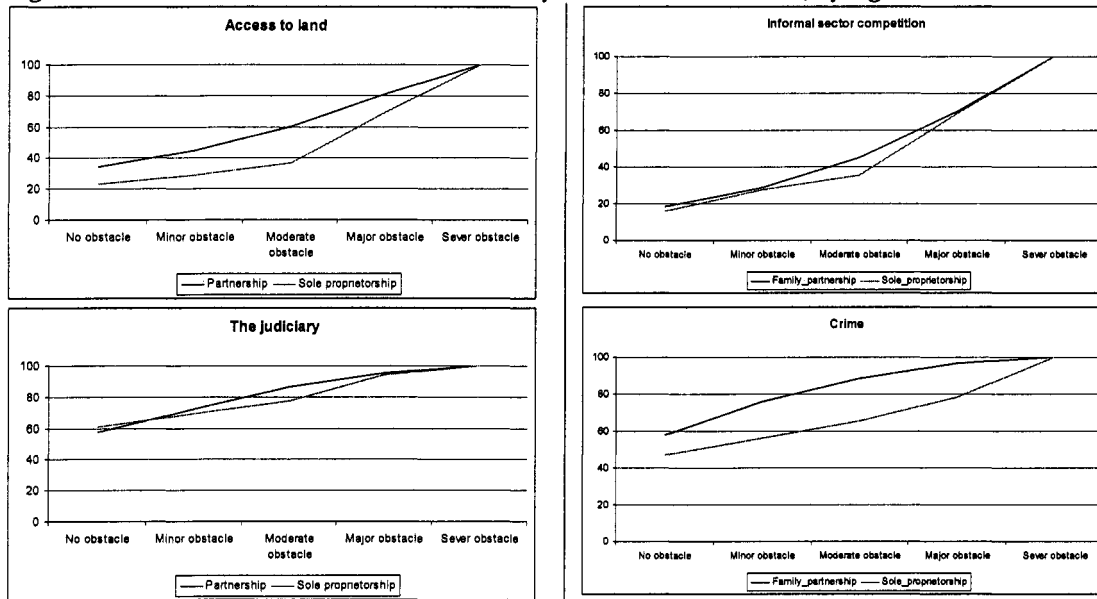 Access to land
100
80
60
40
20
0
No obstacle Minor obstacle Moderate obstacle Major obstacle Sever obstacle
Partnership Sole proprietorship
Informal sector competition
100
80
60
40
20
0
No obstacle Minor obstacle Moderate obstacle Major obstacle Sever obstacle
Family_partnership Sole_proprietorship
The judiciary
100
80
60
40
20
0
No obstacle Minor obstacle Moderate obstacle Major obstacle Sever obstacle
Partnership Sole proprietorship
Crime
100
80
60
40
20
0
No obstacle Minor obstacle Moderate obstacle Major obstacle Sever obstacle
Family_partnership Sole_proprietorship